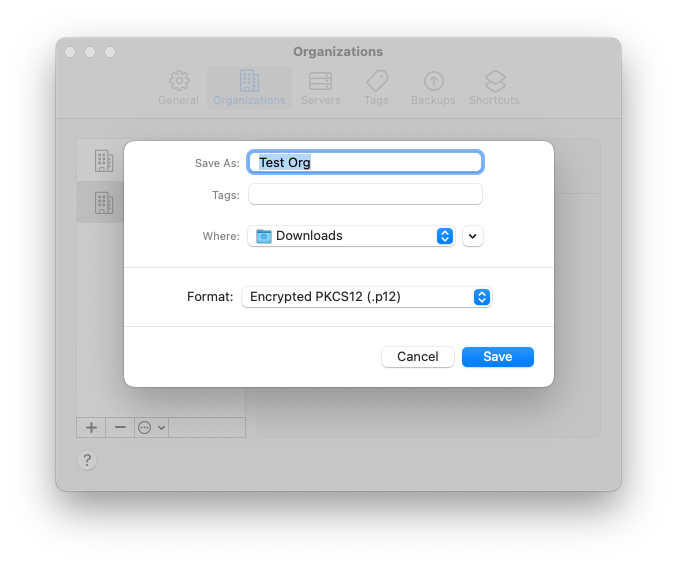 Organizations
General Organizations Servers Tags Backups Shortcuts
Save As: Test Org
Tags:
Where: Downloads
Format: Encrypted PKCS12 (.p12)
Cancel Save
?